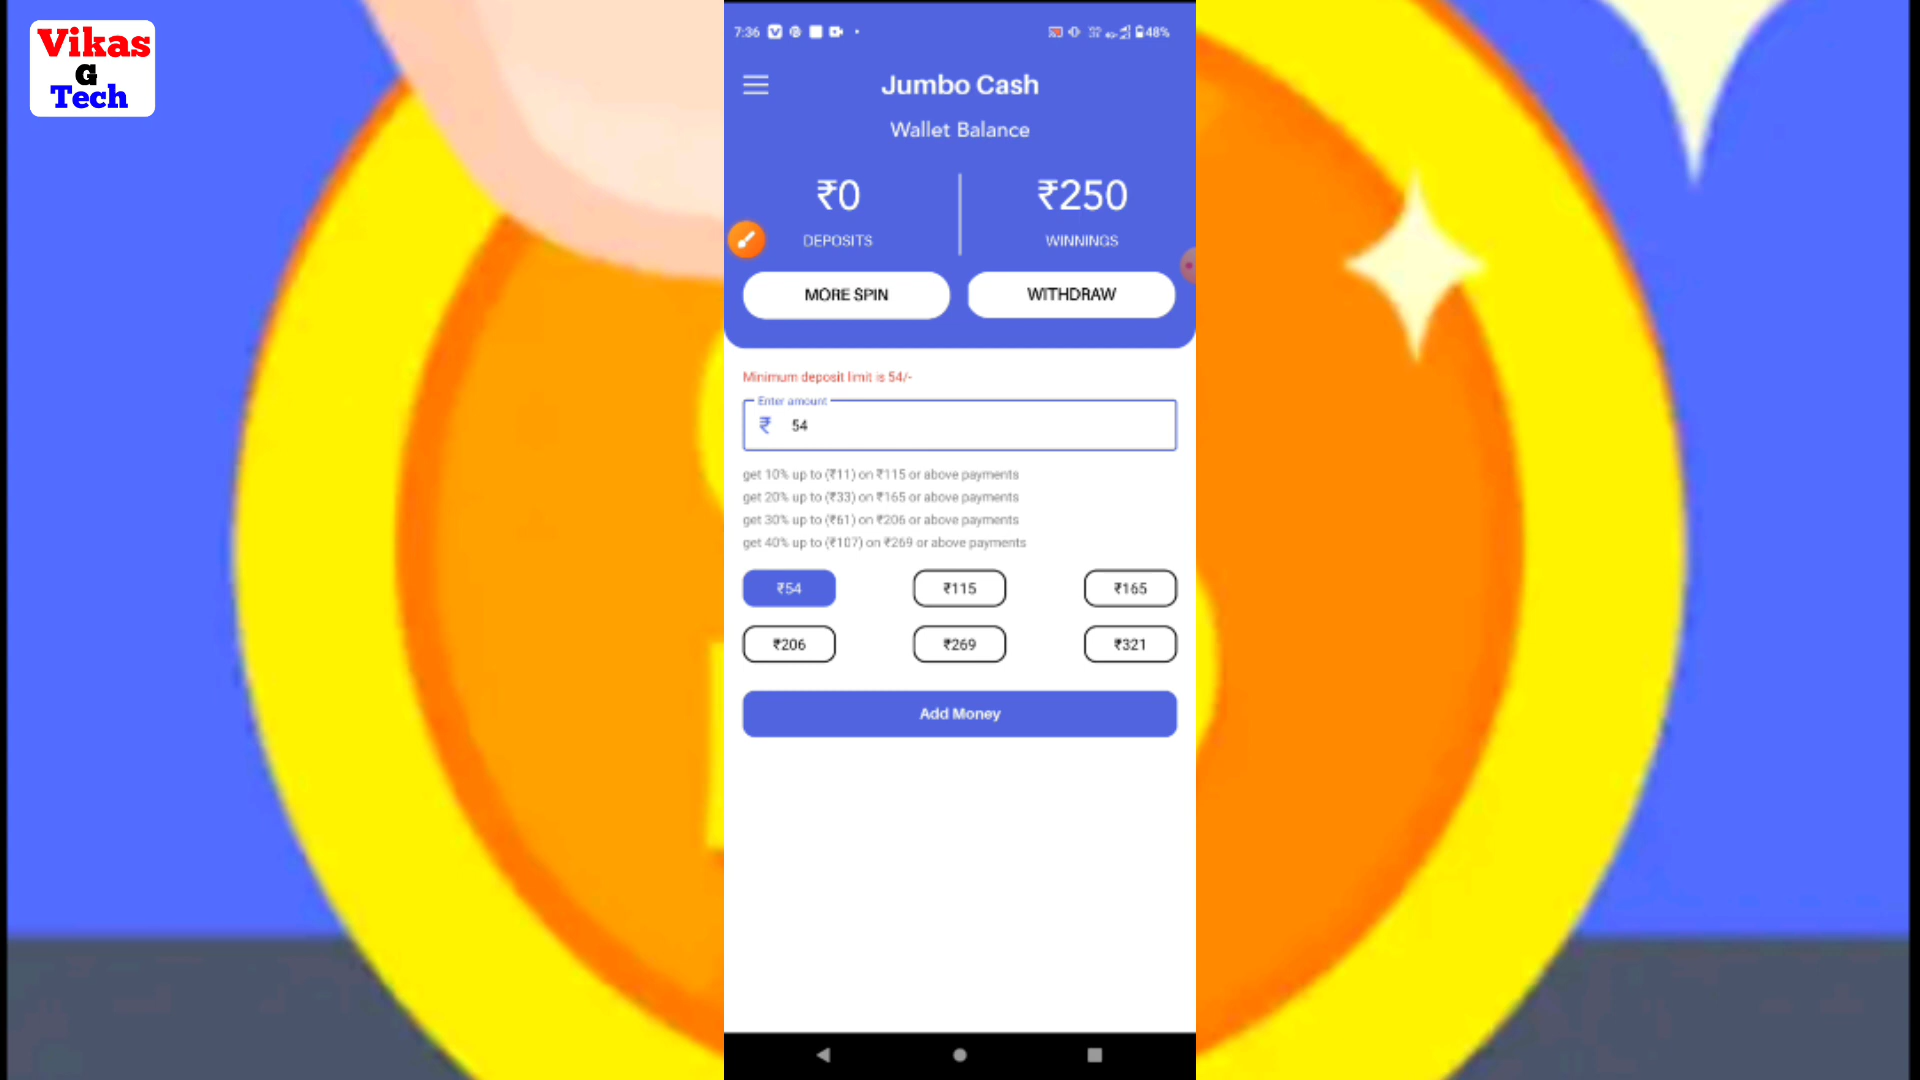 Vikas
G
Tech
7:36
48%
Jumbo Cash
Wallet Balance
₹0
₹250
DEPOSITS
WINNINGS
MORE SPIN
WITHDRAW
Minimum deposit limit is 54/-
Enter amount
₹ 54
get 10% up to (₹11) on ₹115 or above payments
get 20% up to (₹33) on ₹165 or above payments
get 30% up to (₹61) on ₹206 or above payments
get 40% up to (₹107) on ₹269 or above payments
₹54
₹115
₹165
₹206
₹269
₹321
Add Money